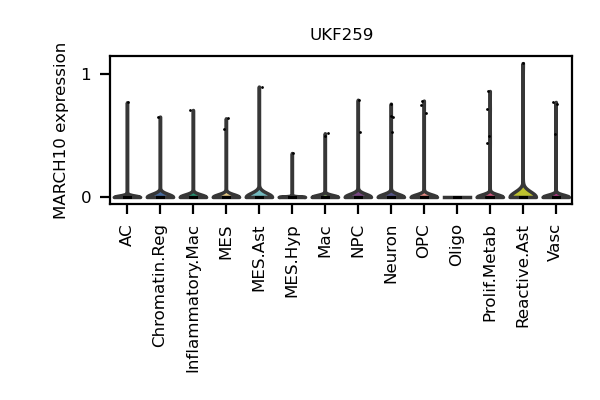 UKF259
MARCH10 expression
1
0
AC
Chromatin.Reg
Inflammatory.Mac
MES
MES.Ast
MES.Hyp
Mac
NPC
Neuron
OPC
Oligo
Prolif.Metab
Reactive.Ast
Vasc